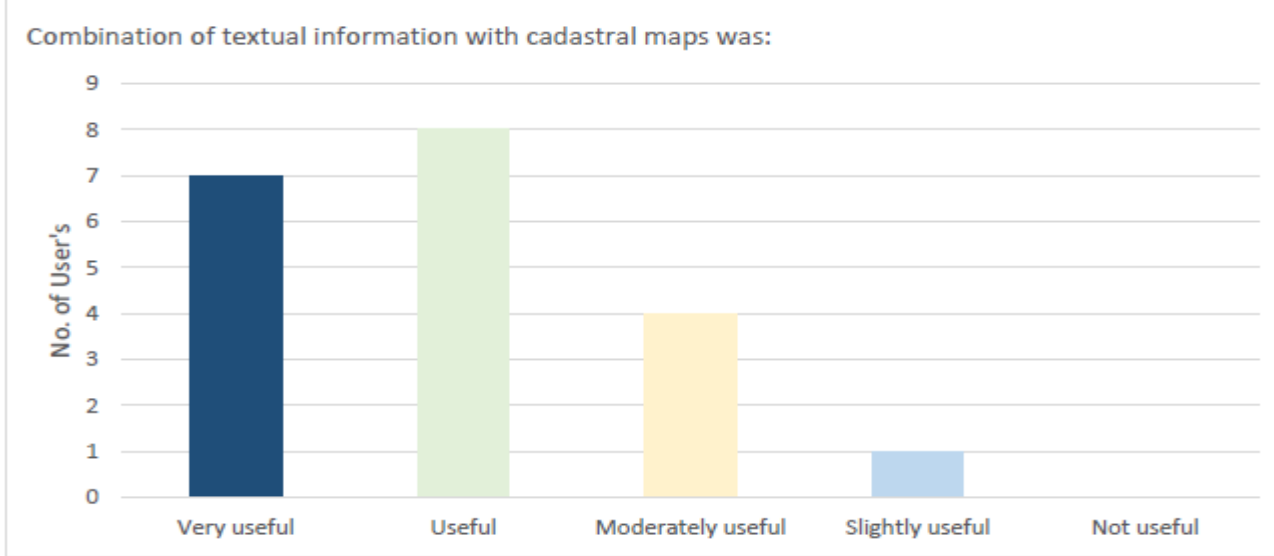 Combination of textual information with cadastral maps was:
9
8
7
6
5
4
3
2
1
0
No. of User's
Very useful
Useful
Moderately useful
Slightly useful
Not useful